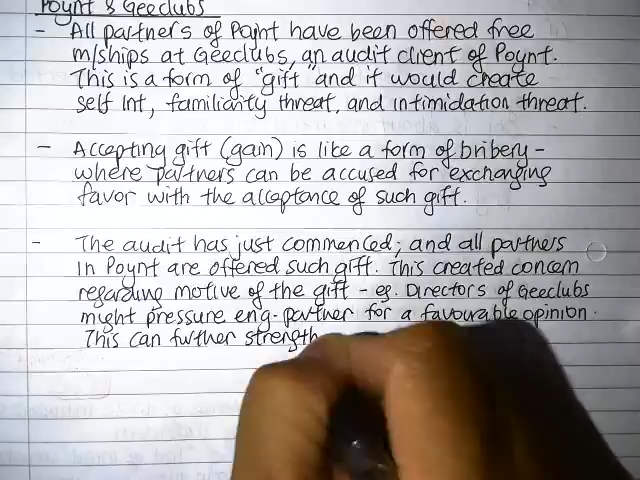 Poynt & Geeclubs
- All partners of Poynt have been offered free
m/ships at Geeclubs, an audit client of Poynt.
This is a form of "gift" and it would create
self Int, familiarity threat, and intimidation threat.
- Accepting gift (gain) is like a form of bribery -
where partners can be accused for exchanging
favor with the acceptance of such gift.
- The audit has just commenced; and all partners
in Poynt are offered such gift. This created concern
regarding motive of the gift - eg. Directors of Geeclubs
might pressure eng-partner for a favourable opinion.
This can further strength